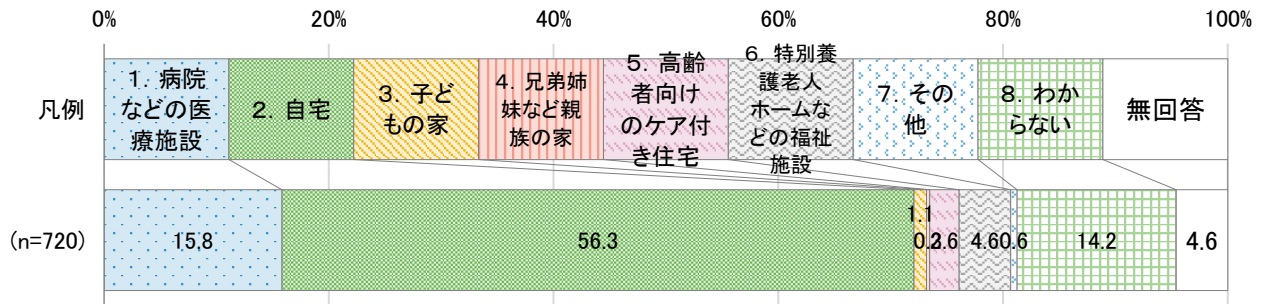 0%
20%
40%
60%
80%
100%
凡例
1．病院
などの医
療施設
2．自宅
3．子ど
もの家
4．兄弟姉
妹など親
族の家
5．高齢
者向け
のケア付
き住宅
6．特別養
護老人
ホームな
どの福祉
施設
7．その
他
8．わか
らない
無回答
(n=720)
15.8
56.3
1.1
2.6
4.6
0.6
14.2
4.6